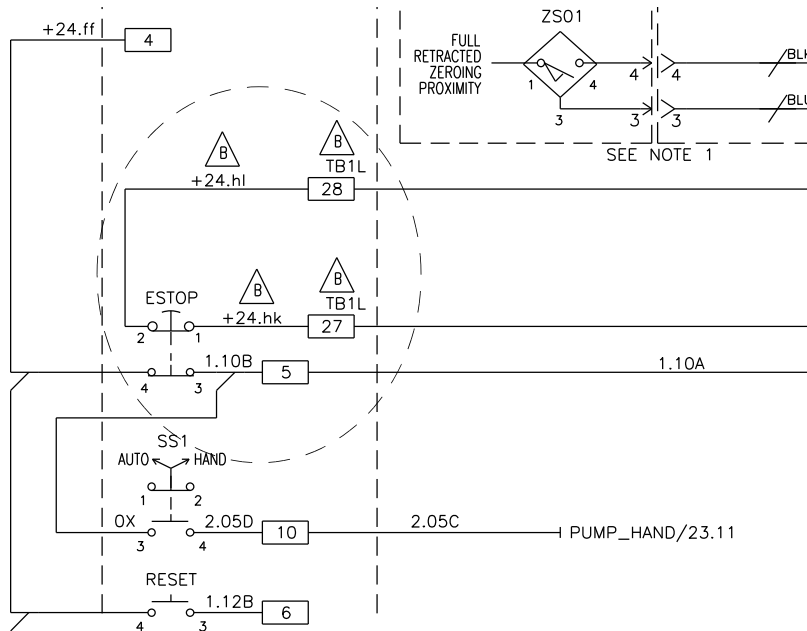 +24.ff
4
ZS01
FULL
RETRACTED
ZEROING
PROXIMITY
1
4
3
4
4
/BLK
3
3
/BLU
SEE NOTE 1
B
B
TB1L
+24.hl
28
B
B
ESTOP
TB1L
+24.hk
27
2
1
1.10B
5
1.10A
4
3
SS1
AUTO
HAND
1
2
0X
2.05D
10
2.05C
PUMP_HAND/23.11
3
4
RESET
1.12B
6
4
3